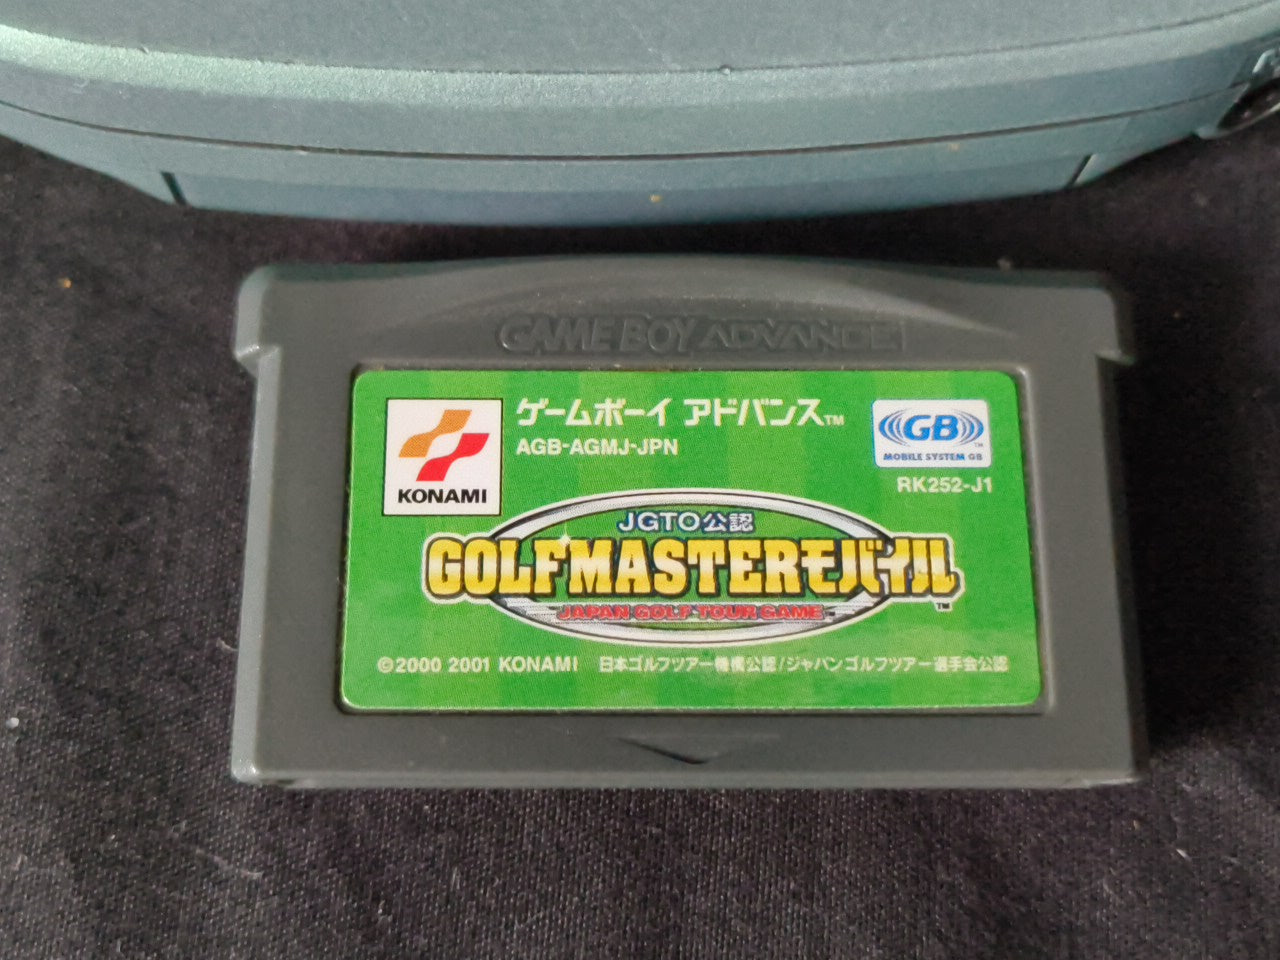 GAME BOY ADVANCE
KONAMI
ゲームボーイ アドバンス™
AGB-AGMJ-JPN
GB™
MOBILE SYSTEM GB
RK252-J1
JGTO公認
GOLFMASTERモバイル™
JAPAN GOLF TOUR GAME
©2000 2001 KONAMI 日本ゴルフツアー機構公認/ジャパンゴルフツアー選手会公認